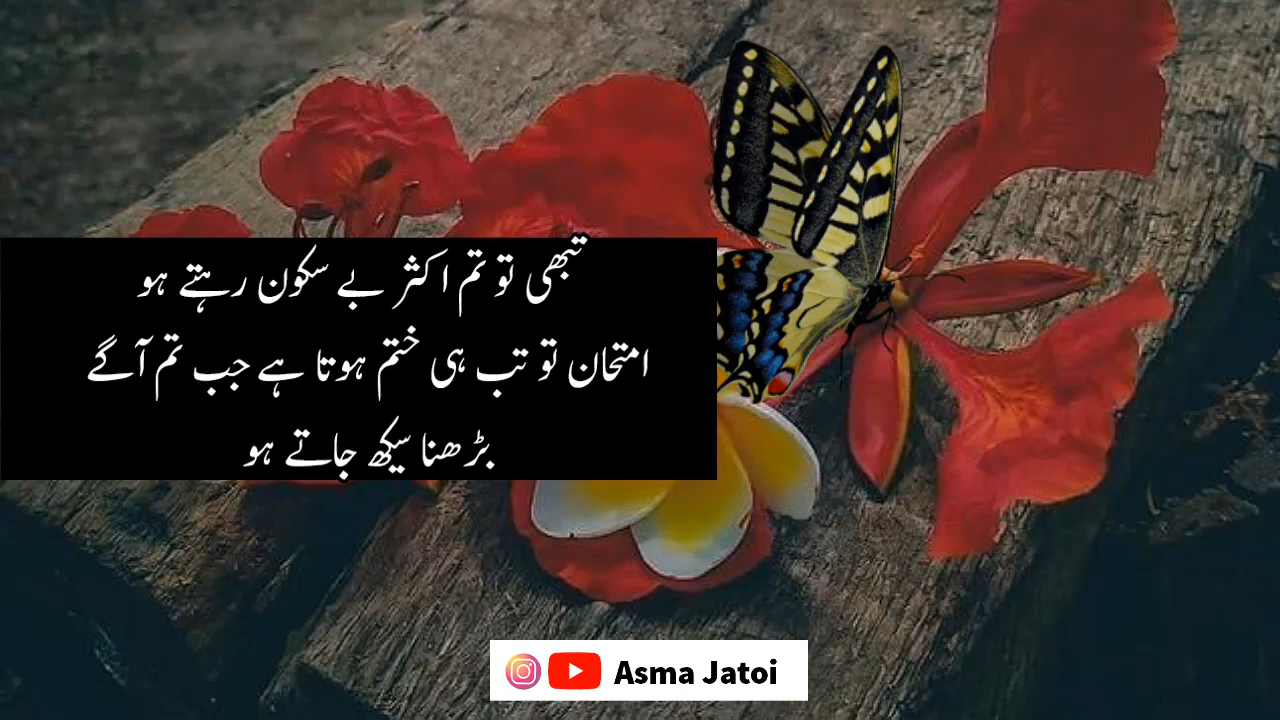 تبھی تو تم اکثر بے سکون رہتے ہو
امتحان تو تب ہی ختم ہوتا ہے جب تم آگے
بڑھنا سیکھ جاتے ہو
Asma Jatoi